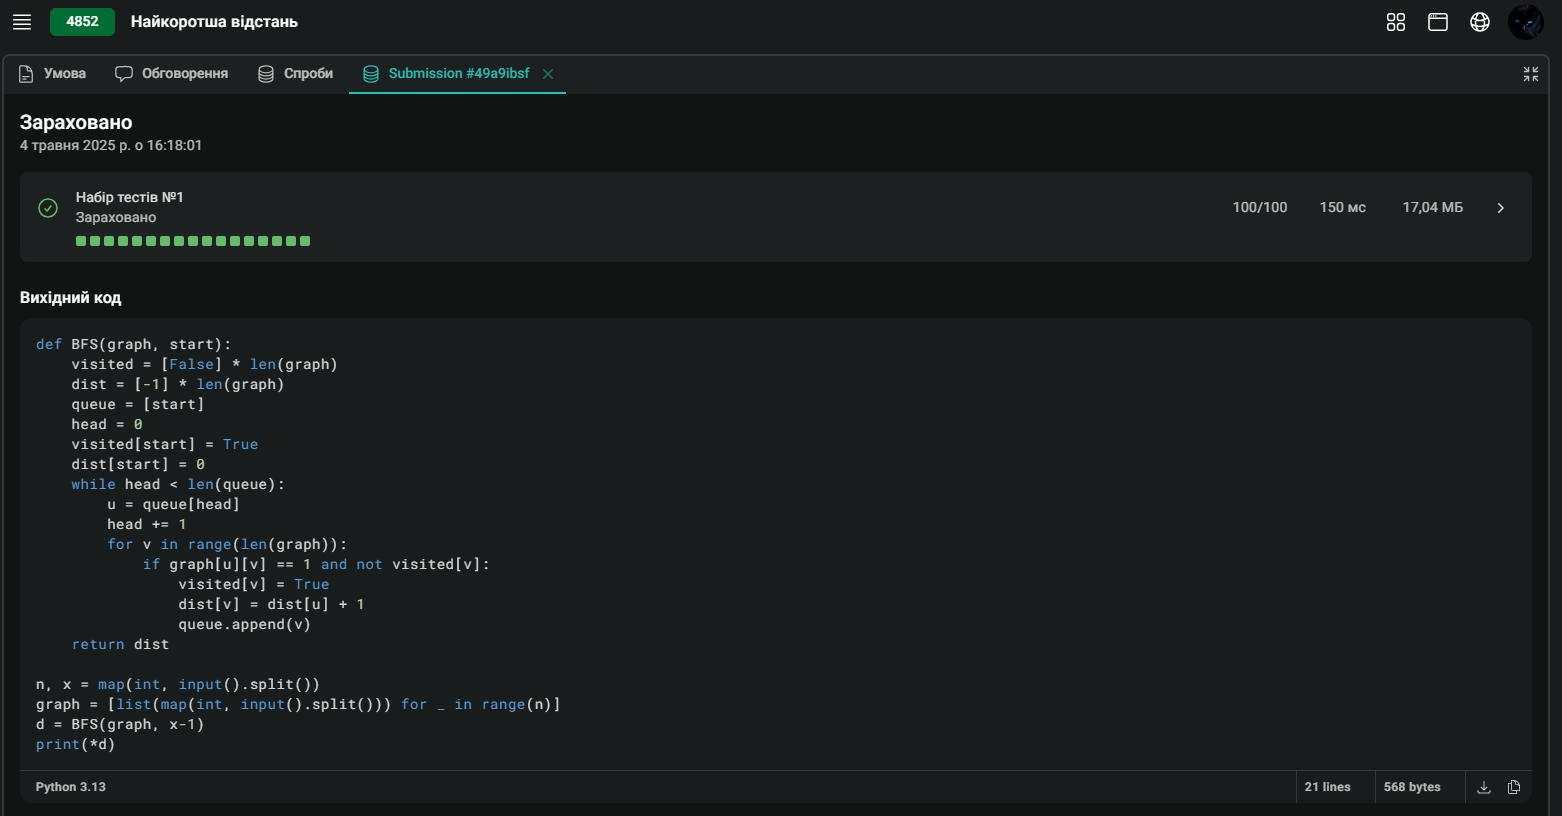 4852 Найкоротша відстань
Умова Обговорення Спроби Submission #49a9ibsf
Зараховано
4 травня 2025 р. о 16:18:01
Набір тестів №1
Зараховано
100/100 150 мс 17,04 МБ
Вихідний код
def BFS(graph, start):
    visited = [False] * len(graph)
    dist = [-1] * len(graph)
    queue = [start]
    head = 0
    visited[start] = True
    dist[start] = 0
    while head < len(queue):
        u = queue[head]
        head += 1
        for v in range(len(graph)):
            if graph[u][v] == 1 and not visited[v]:
                visited[v] = True
                dist[v] = dist[u] + 1
                queue.append(v)
    return dist

n, x = map(int, input().split())
graph = [list(map(int, input().split())) for _ in range(n)]
d = BFS(graph, x-1)
print(*d)
Python 3.13 21 lines 568 bytes